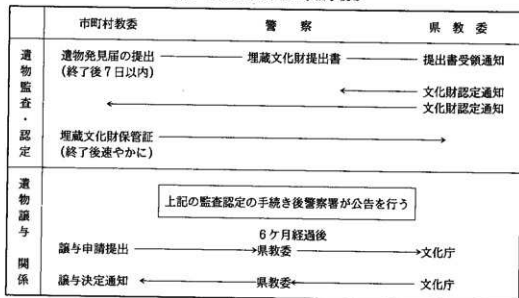 市町村教委 警察 県教委
遺物監査・認定
遺物発見届の提出 埋蔵文化財提出書 提出書受領通知
(終了後7日以内)
文化財認定通知
文化財認定通知
埋蔵文化財保管証
(終了後速やかに)
遺物譲与関係
上記の監査認定の手続き後警察署が公告を行う
6ケ月経過後
譲与申請提出 県教委 文化庁
譲与決定通知 県教委 文化庁